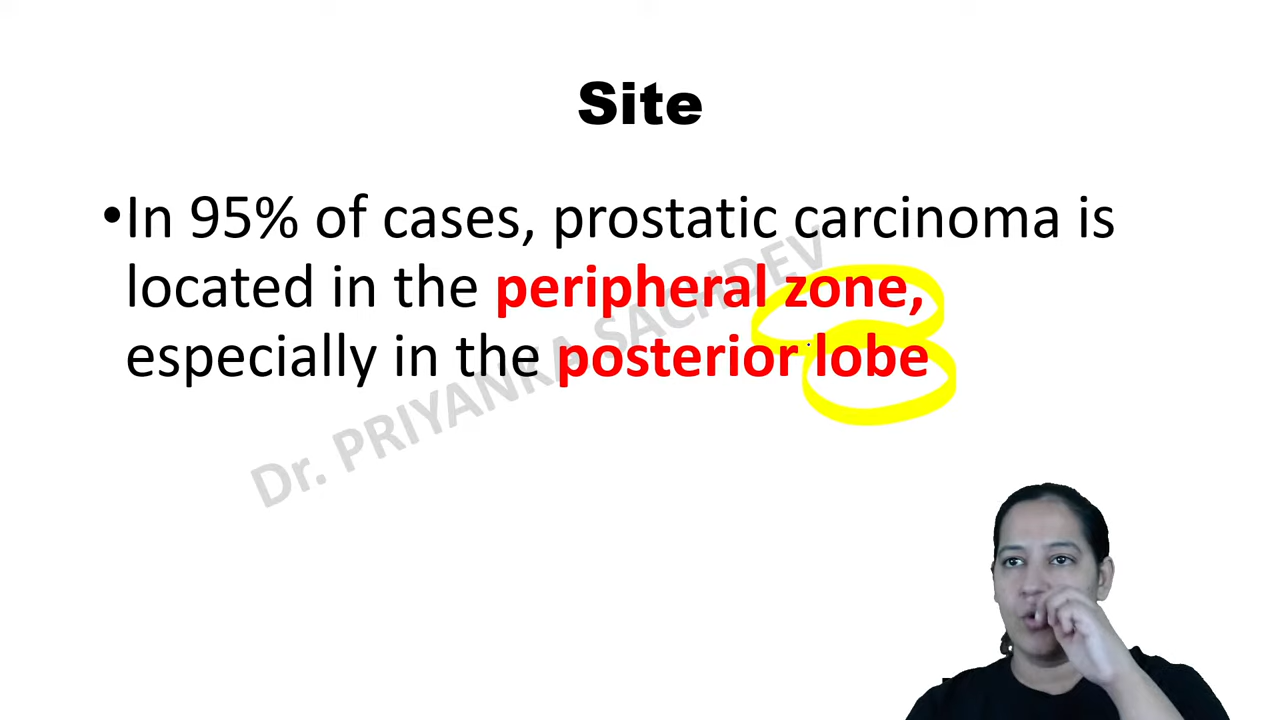 Site
•In 95% of cases, prostatic carcinoma is
located in the peripheral zone,
especially in the posterior lobe
Dr. PRIYANKA SACHDEV